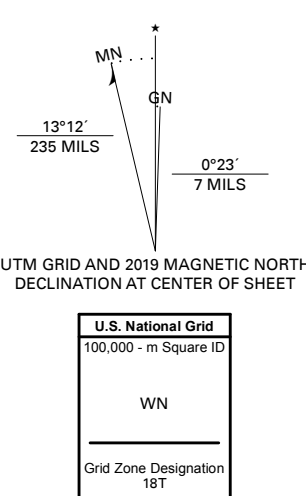 ★
MN
GN
13°12´
235 MILS
0°23´
7 MILS
UTM GRID AND 2019 MAGNETIC NORTH
DECLINATION AT CENTER OF SHEET
U.S. National Grid
100,000 - m Square ID
WN
Grid Zone Designation
18T